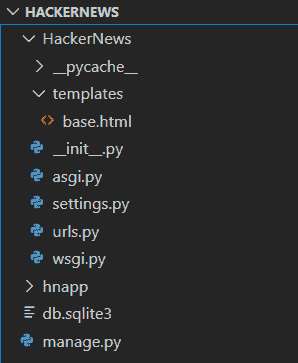 HACKERNEWS
HackerNews
__pycache__
templates
base.html
__init__.py
asgi.py
settings.py
urls.py
wsgi.py
hnapp
db.sqlite3
manage.py